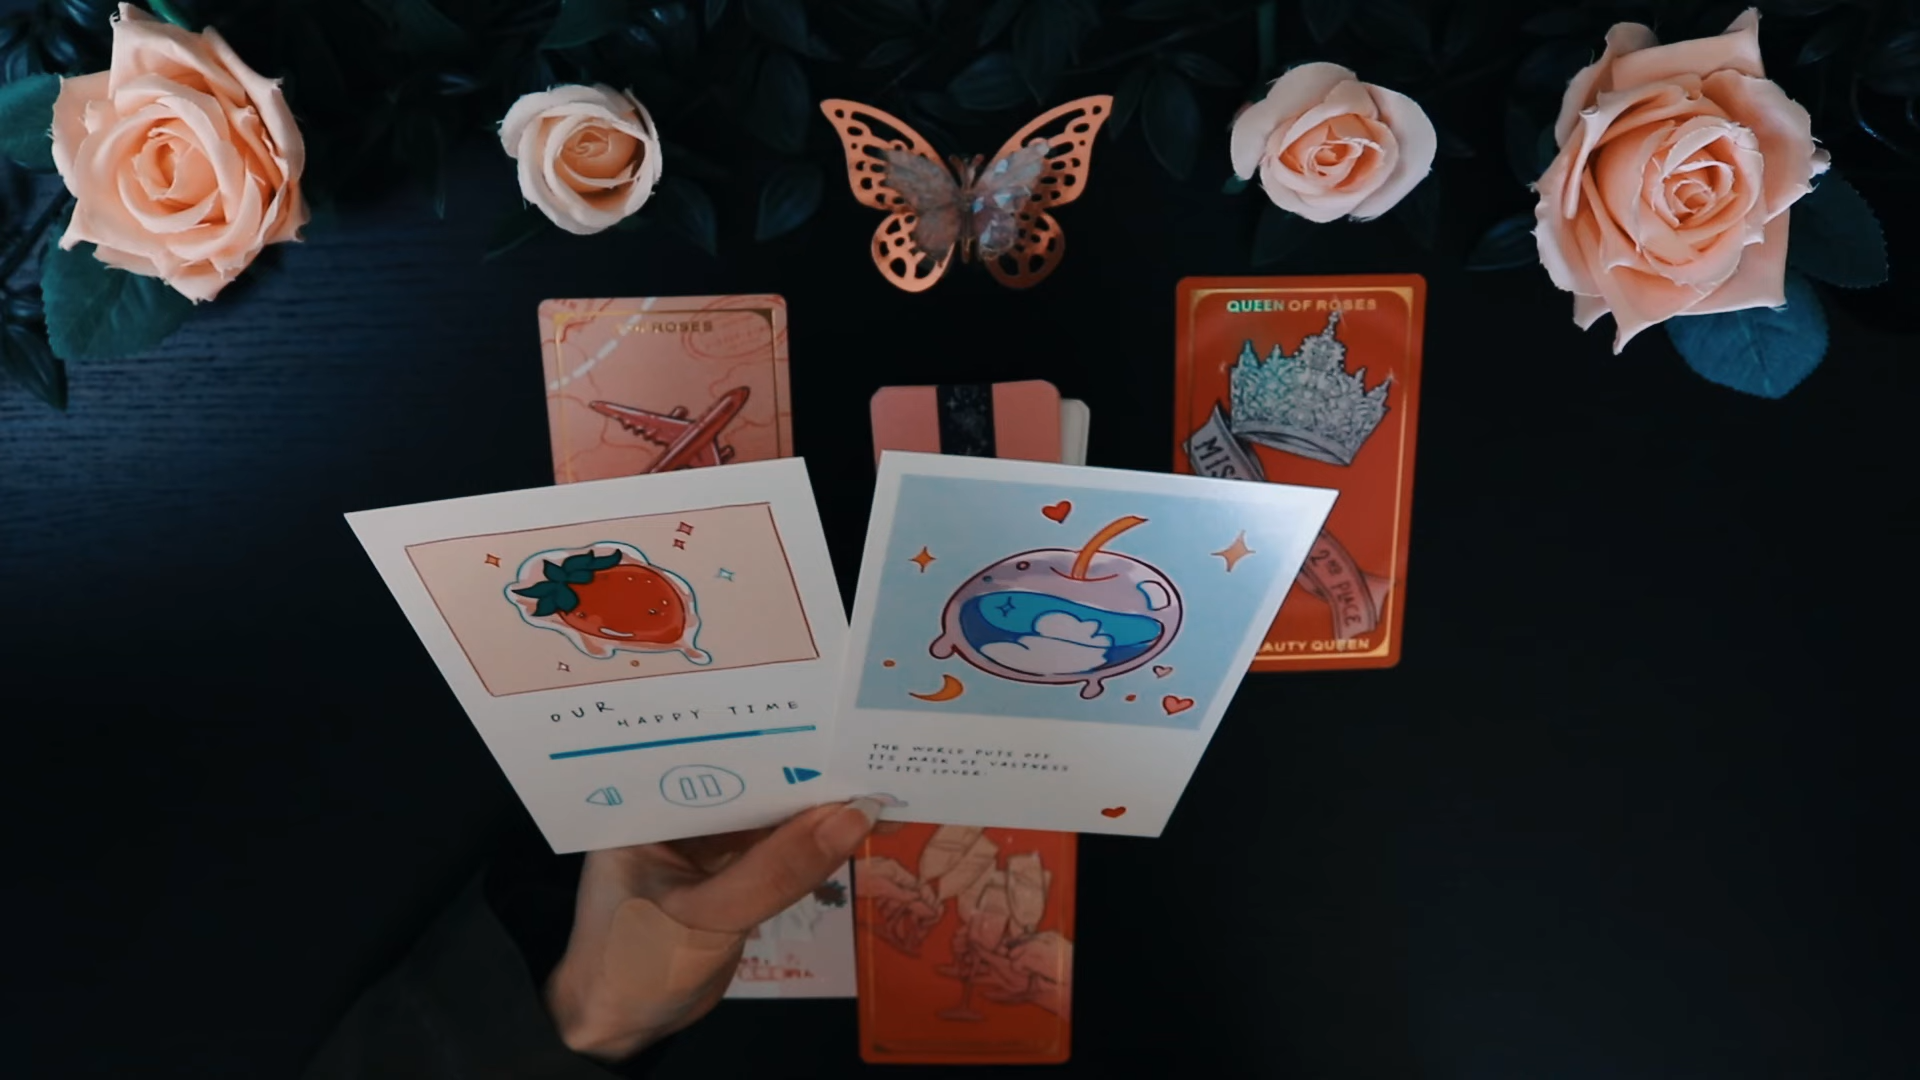 ROSES
QUEEN OF ROSES
MIS
2ND PLACE
BEAUTY QUEEN
OUR
HAPPY TIME
THE WORLD PUTS OFF
ITS MASK OF VASTNESS
TO ITS LOVER.